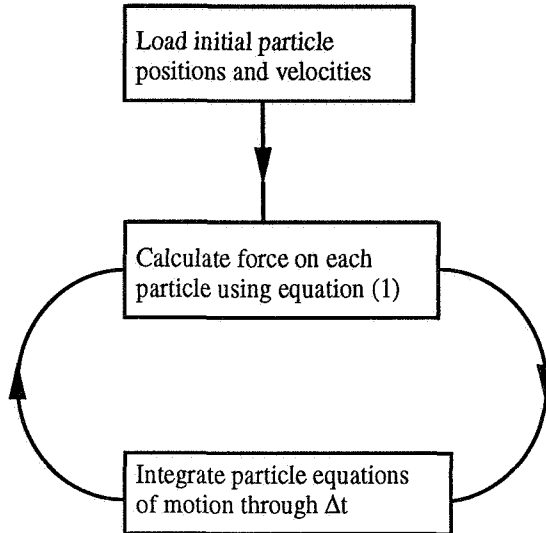 Load initial particle
positions and velocities
Calculate force on each
particle using equation (1)
Integrate particle equations
of motion through Δt